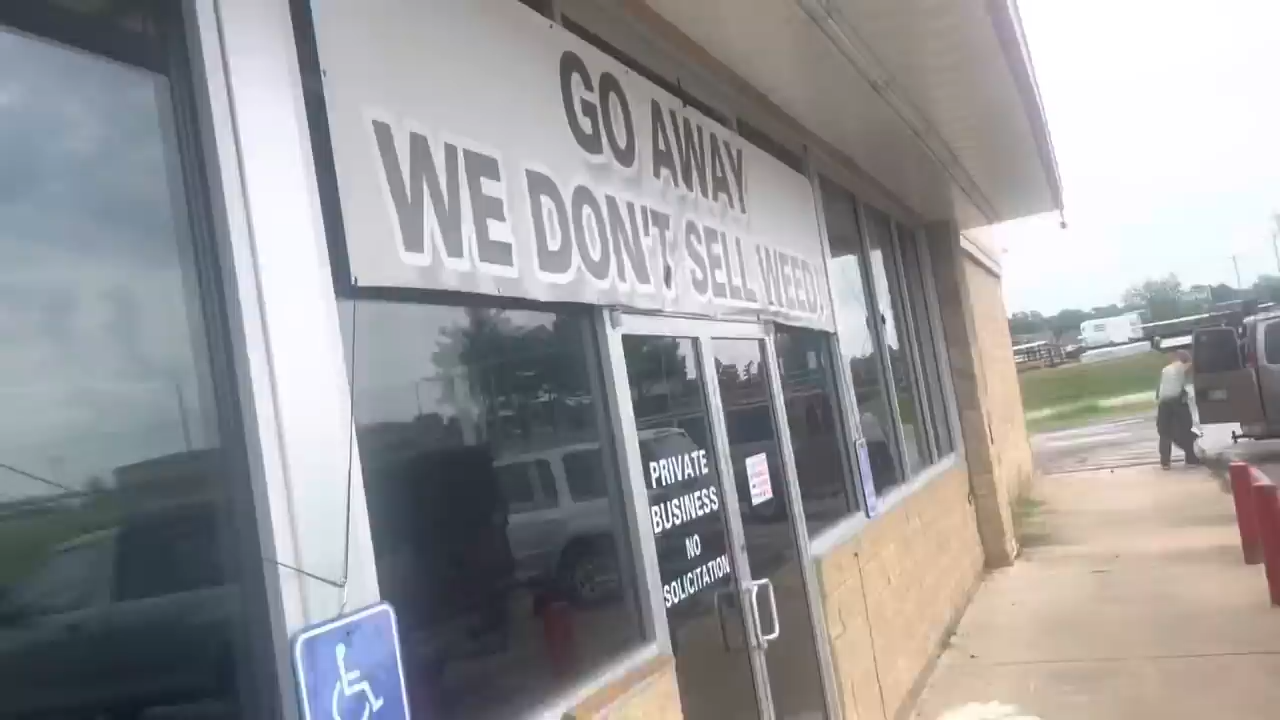 GO AWAY
WE DON'T SELL WEED!
PRIVATE
BUSINESS
NO
SOLICITATION